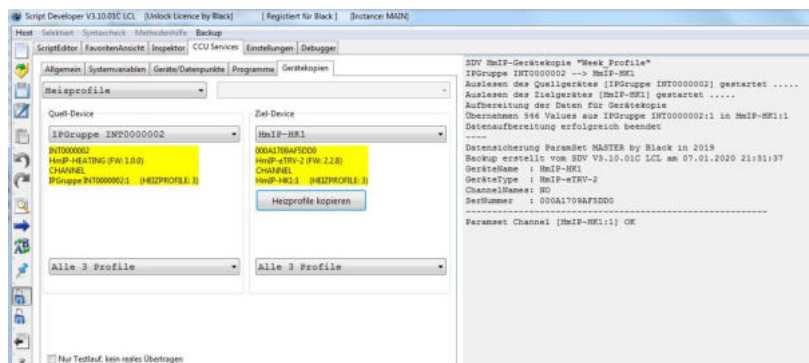 Script Developer V3.10.01C LCL [Unlock Licence by Black] [Registiert für Black] [Instance: MAIN]
Host Selektiert Syntaxcheck Methodenhilfe Backup
ScriptEditor FavoritenAnsicht Inspektor CCU Services Einstellungen Debugger
Allgemein Systemvariablen Geräte/Datenpunkte Programme Gerätekopien
Heizprofile
Quell-Device
IPGruppe INT0000002
INT0000002
HmIP-HEATING (FW: 1.0.0)
CHANNEL
IPGruppe INT0000002:1 (HEIZPROFILE: 3)
Alle 3 Profile
Ziel-Device
HmIP-HK1
000A1709AF5DD0
HmIP-eTRV-2 (FW: 2.2.8)
CHANNEL
HmIP-HK1:1 (HEIZPROFILE: 3)
Heizprofile kopieren
Alle 3 Profile
Nur Testlauf, kein reales Übertragen
SDV HmIP-Gerätekopie "Week_Profile"
IPGruppe INT0000002 --> HmIP-HK1
Auslesen des Quellgerätes [IPGruppe INT0000002] gestartet .....
Auslesen des Zielgerätes [HmIP-HK1] gestartet .....
Aufbereitung der Daten für Gerätekopie
Übernehmen 546 Values aus IPGruppe INT0000002:1 in HmIP-HK1:1
Datenaufbereitung erfolgreich beendet
----
Datensicherung ParamSet MASTER by Black in 2019
Backup erstellt vom SDV V3.10.01C LCL am 07.01.2020 21:31:37
GeräteName : HmIP-HK1
GeräteType : HmIP-eTRV-2
ChannelNames: NO
SerNummer : 000A1709AF5DD0
------------------------------------------------------------
Paramset Channel [HmIP-HK1:1] OK